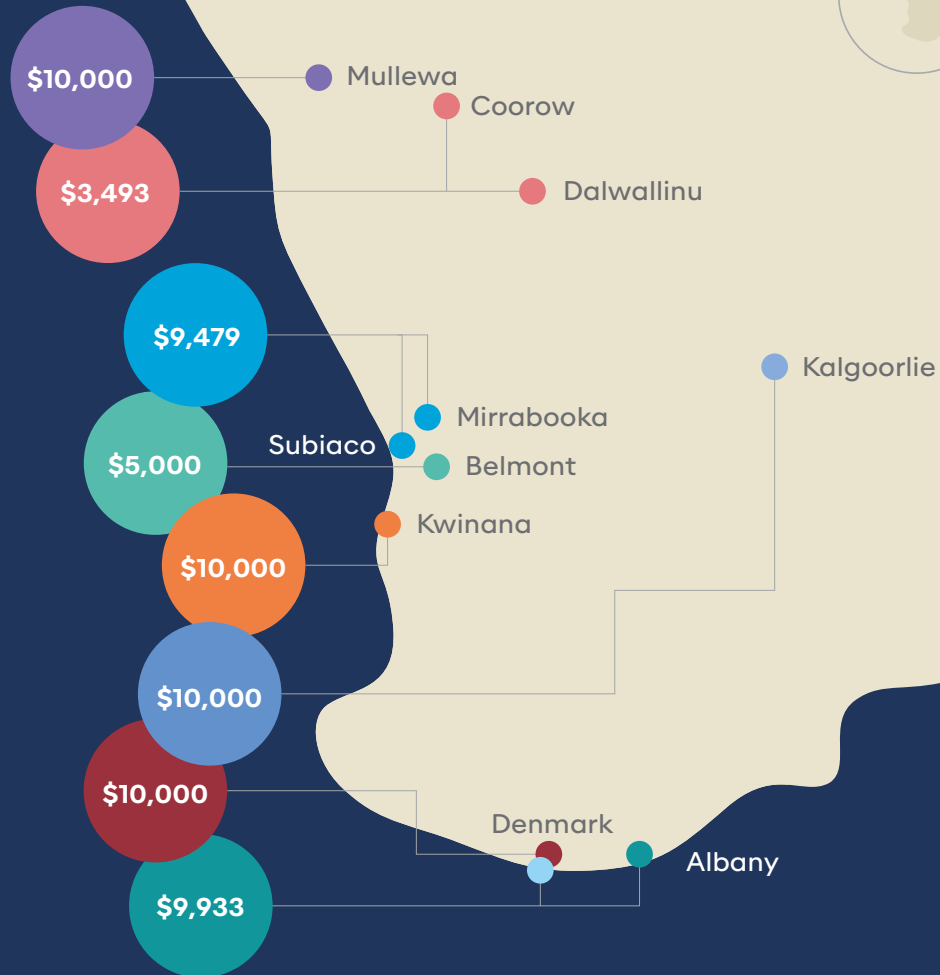 $10,000
Mullewa
Coorow
$3,493
Dalwallinu
$9,479
Kalgoorlie
Mirrabooka
Subiaco
$5,000
Belmont
Kwinana
$10,000
$10,000
$10,000
Denmark
Albany
$9,933